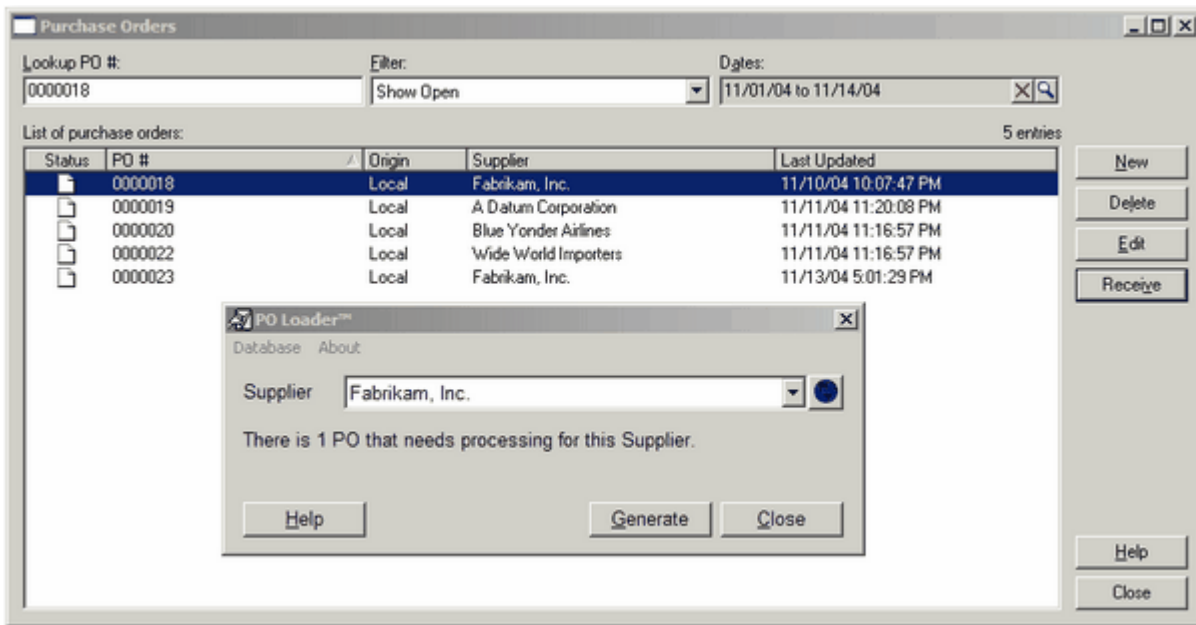 Purchase Orders
Lookup PO #: Filter: Dates:
0000018 Show Open 11/01/04 to 11/14/04
List of purchase orders: 5 entries
Status PO # Origin Supplier Last Updated
0000018 Local Fabrikam, Inc. 11/10/04 10:07:47 PM
0000019 Local A Datum Corporation 11/11/04 11:20:08 PM
0000020 Local Blue Yonder Airlines 11/11/04 11:16:57 PM
0000022 Local Wide World Importers 11/11/04 11:16:57 PM
0000023 Local Fabrikam, Inc. 11/13/04 5:01:29 PM
New
Delete
Edit
Receive
PO Loader™
Database About
Supplier Fabrikam, Inc.
There is 1 PO that needs processing for this Supplier.
Help Generate Close
Help
Close